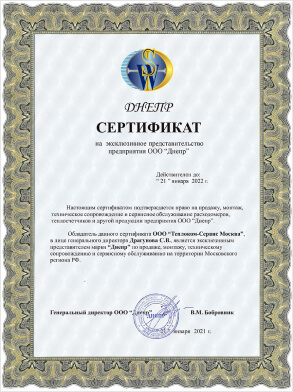 ДНЕПР
СЕРТИФИКАТ
на эксклюзивное представительство
предприятия ООО "Днепр"
Действителен до:
" 21 " января 2022 г.
Настоящим сертификатом подтверждается право на продажу, монтаж,
техническое сопровождение и сервисное обслуживание расходомеров,
теплосчетчиков и другой продукции предприятия ООО "Днепр".
Обладатель данного сертификата ООО "Теплоком-Сервис Москва",
в лице генерального директора Драгунова С.В., является эксклюзивным
представителем марки "Днепр" по продаже, монтажу, техническому
сопровождению и сервисному обслуживанию на территории Московского
региона РФ.
Генеральный директор ООО "Днепр" В.М. Бобровник
" 21 " января 2021 г.